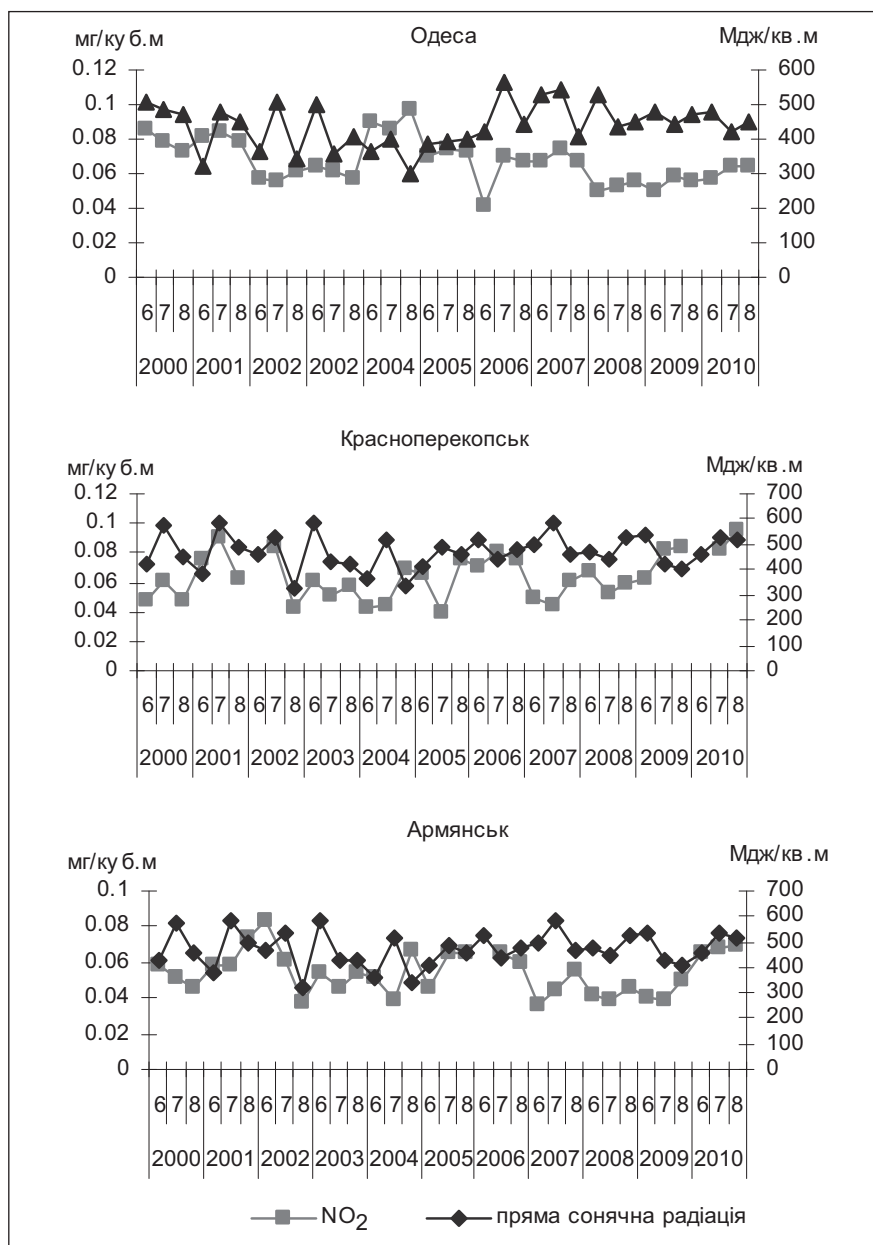 Одеса
мг/куб.м Мдж/кв.м
0.12 600
0.1 500
0.08 400
0.06 300
0.04 200
0.02 100
0 0
6 7 8 6 7 8 6 7 8 6 7 8 6 7 8 6 7 8 6 7 8 6 7 8 6 7 8 6 7 8 6 7 8
2000 2001 2002 2002 2004 2005 2006 2007 2008 2009 2010
Красноперекопськ
мг/куб.м Мдж/кв.м
0.12 700
0.1 600
0.08 500
0.06 400
0.04 300
0.02 200
0 100
0
6 7 8 6 7 8 6 7 8 6 7 8 6 7 8 6 7 8 6 7 8 6 7 8 6 7 8 6 7 8 6 7 8
2000 2001 2002 2003 2004 2005 2006 2007 2008 2009 2010
Армянськ
мг/куб.м Мдж/кв.м
0.1 700
0.08 600
0.06 500
0.04 400
0.02 300
0 200
100
0
6 7 8 6 7 8 6 7 8 6 7 8 6 7 8 6 7 8 6 7 8 6 7 8 6 7 8 6 7 8 6 7 8
2000 2001 2002 2003 2004 2005 2006 2007 2008 2009 2010
NO₂ пряма сонячна радіація